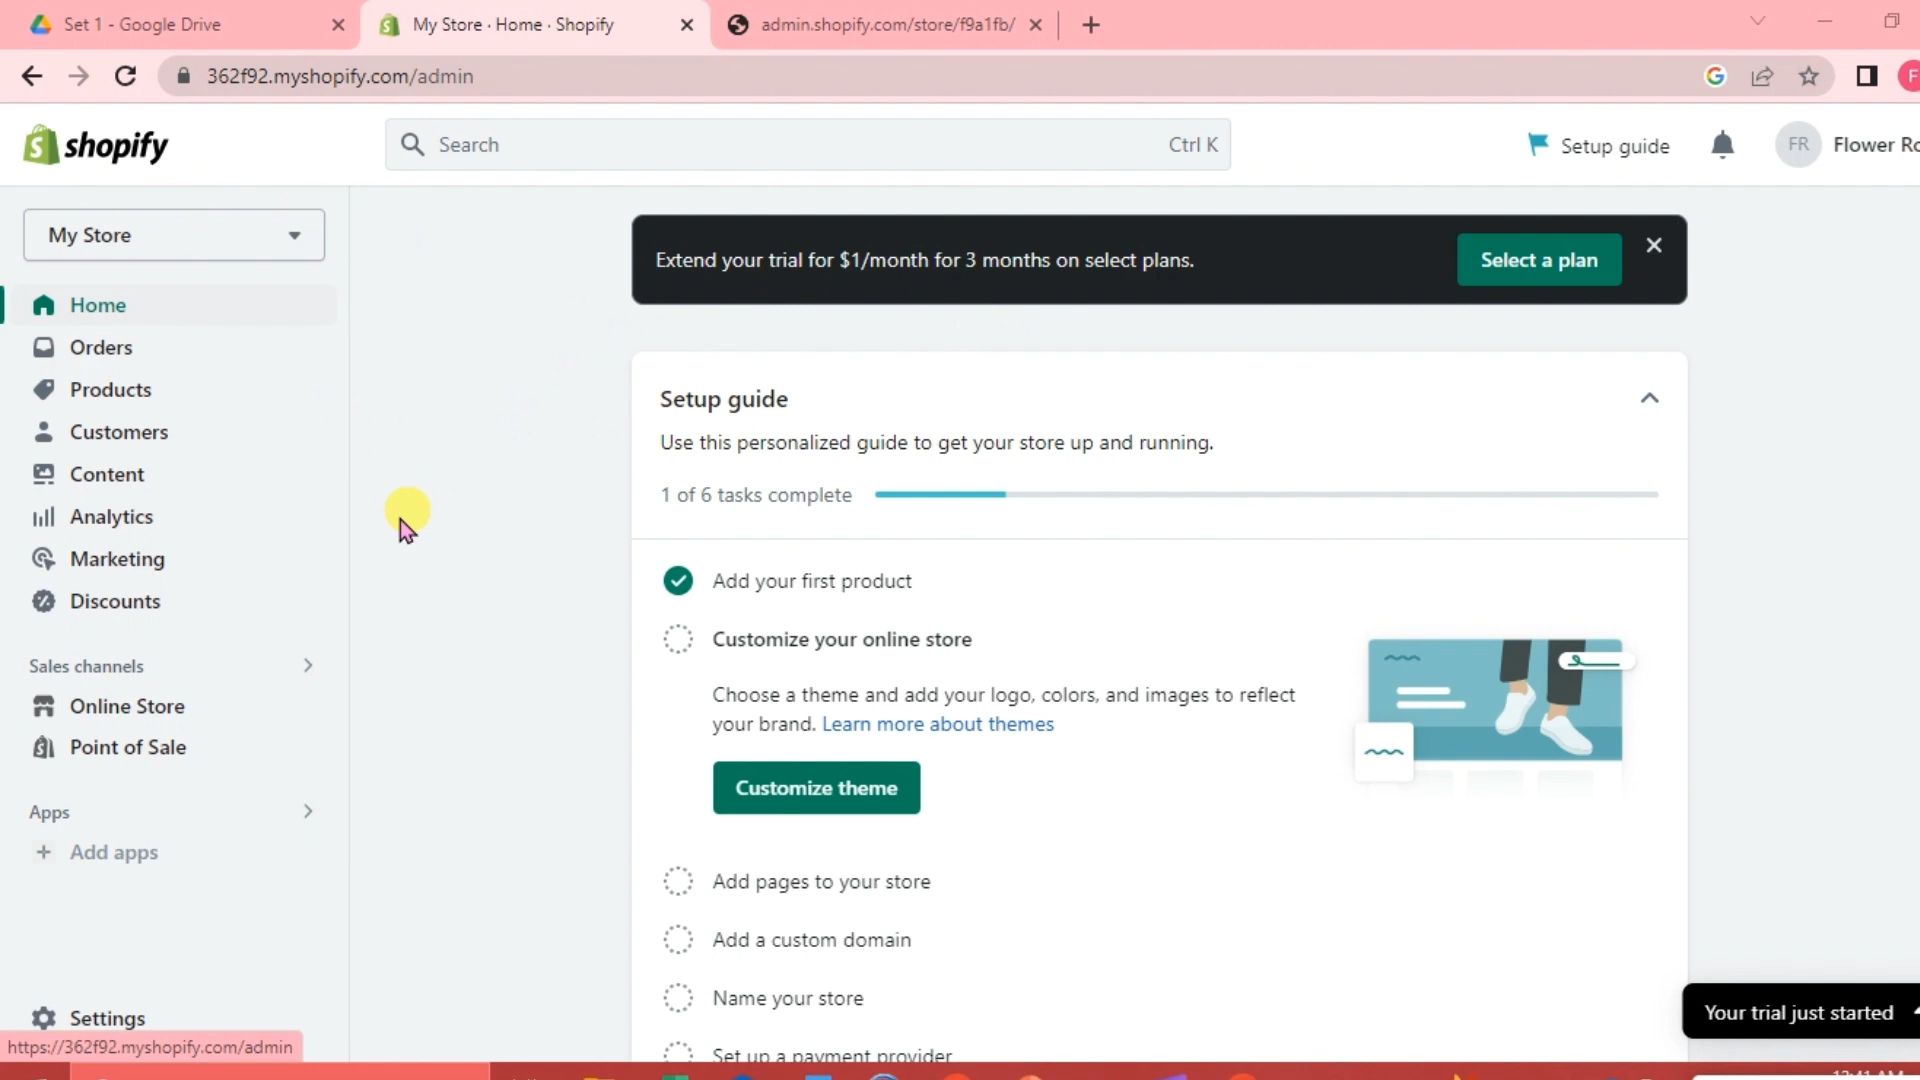 Set 1 - Google Drive
My Store · Home · Shopify
admin.shopify.com/store/f9a1fb/
362f92.myshopify.com/admin
shopify
Search
Ctrl K
Setup guide
FR
Flower Ro
My Store
Extend your trial for $1/month for 3 months on select plans.
Select a plan
Home
Orders
Products
Customers
Content
Analytics
Marketing
Discounts
Sales channels
Online Store
Point of Sale
Apps
Add apps
Settings
https://362f92.myshopify.com/admin
Setup guide
Use this personalized guide to get your store up and running.
1 of 6 tasks complete
Add your first product
Customize your online store
Choose a theme and add your logo, colors, and images to reflect
your brand. Learn more about themes
Customize theme
Add pages to your store
Add a custom domain
Name your store
Set up a payment provider
Your trial just started
12:41 AM